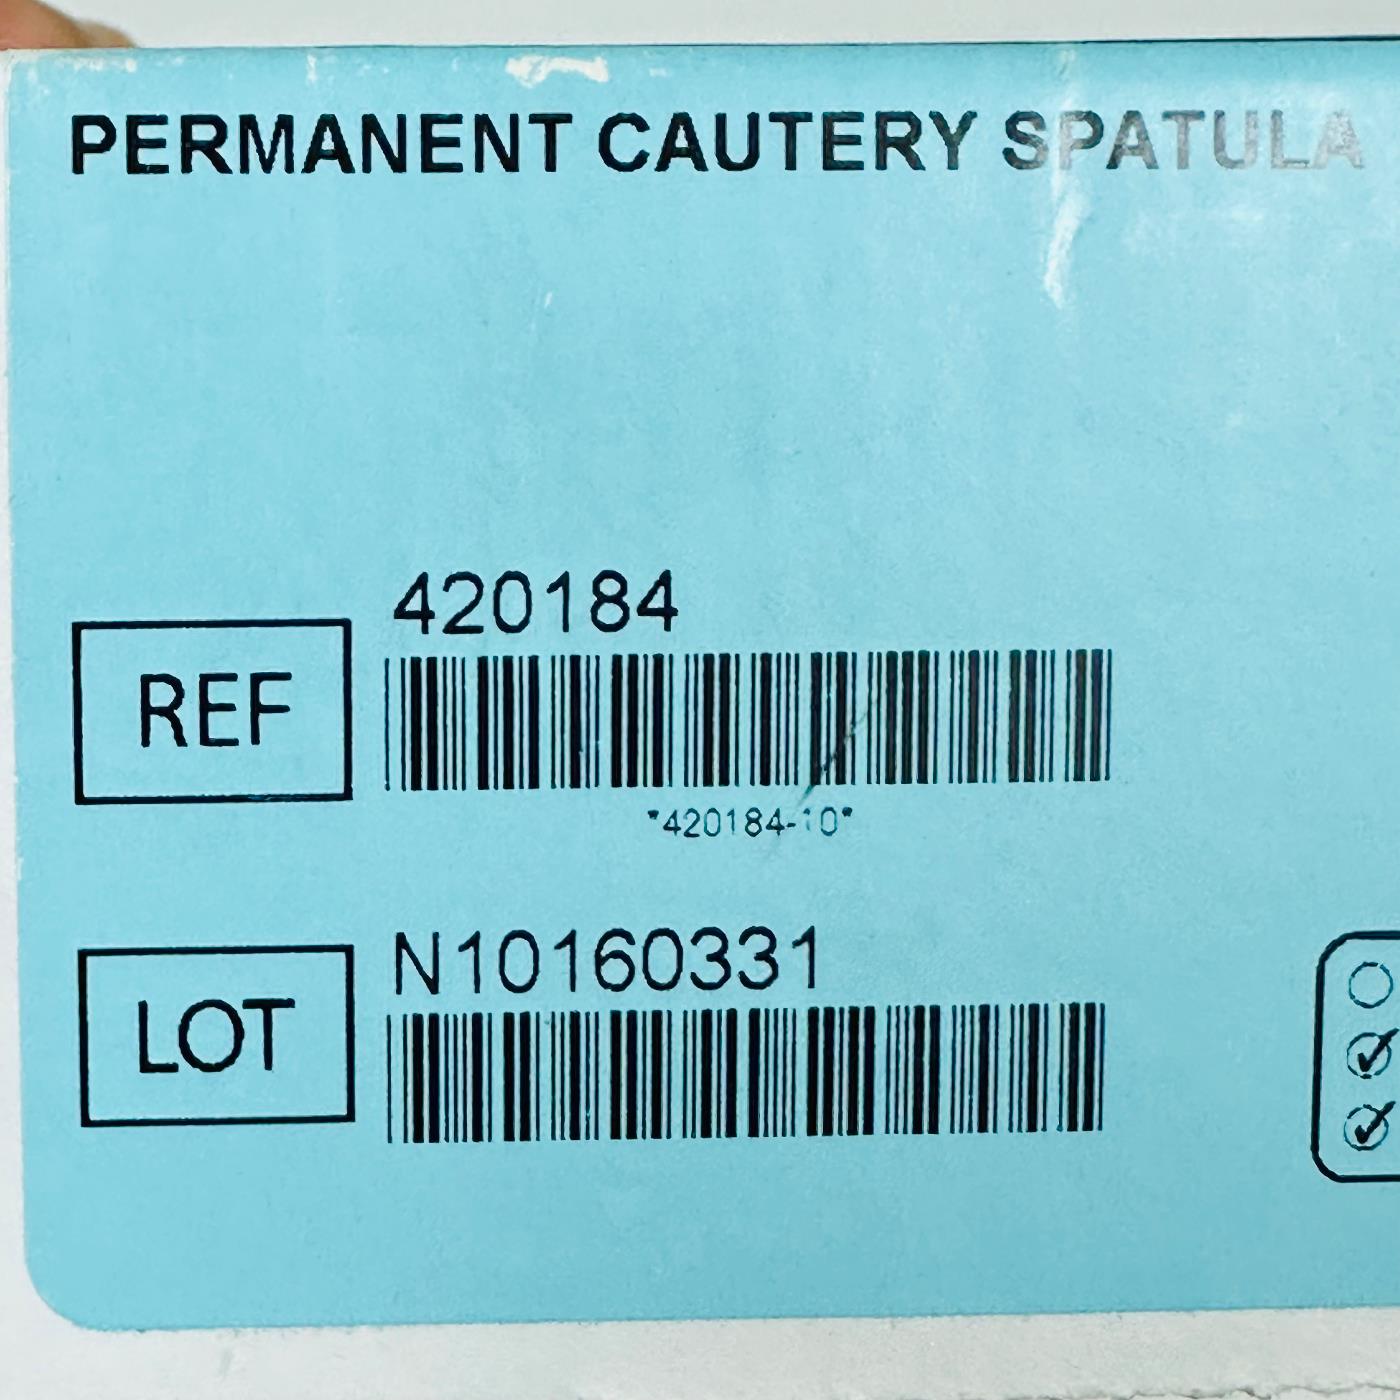 PERMANENT CAUTERY SPATULA
420184
REF
*420184-10*
N10160331
LOT